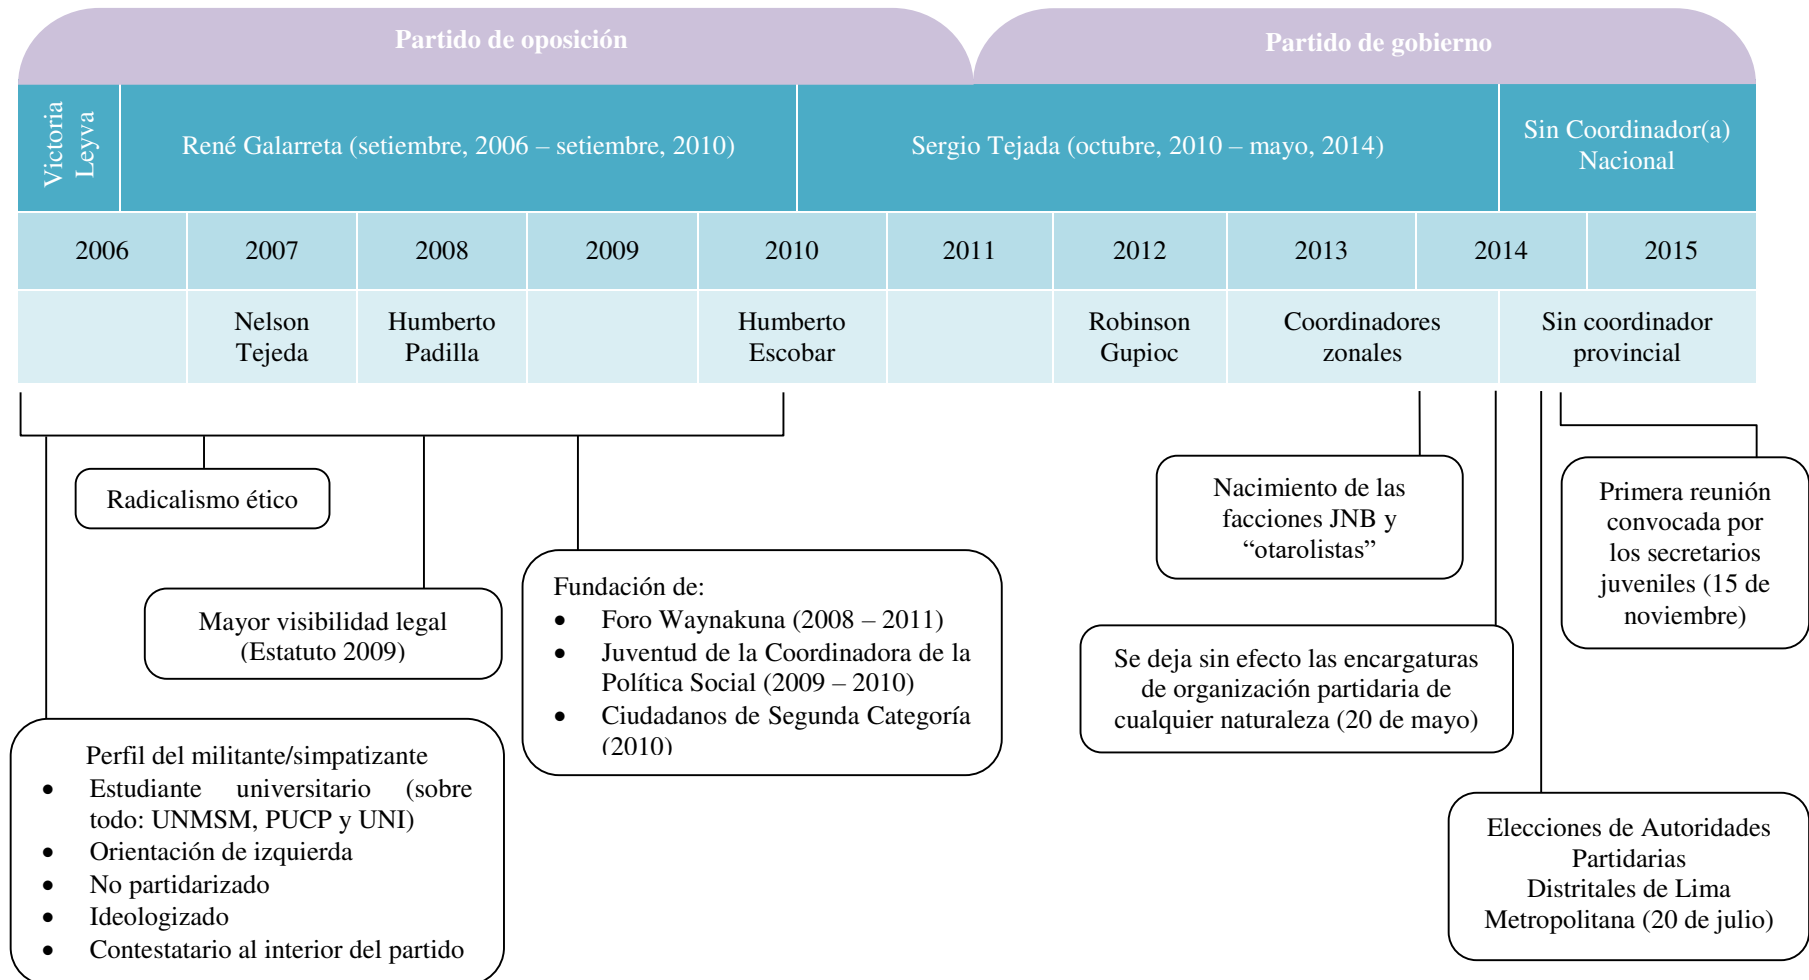 Partido de oposición
Partido de gobierno
Victoria
Leyva
René Galarreta (setiembre, 2006 – setiembre, 2010)
Sergio Tejada (octubre, 2010 – mayo, 2014)
Sin Coordinador(a)
Nacional
2006
2007
2008
2009
2010
2011
2012
2013
2014
2015
Nelson
Tejeda
Humberto
Padilla
Humberto
Escobar
Robinson
Gupioc
Coordinadores
zonales
Sin coordinador
provincial
Radicalismo ético
Mayor visibilidad legal
(Estatuto 2009)
Perfil del militante/simpatizante
• Estudiante universitario (sobre
todo: UNMSM, PUCP y UNI)
• Orientación de izquierda
• No partidarizado
• Ideologizado
• Contestatario al interior del partido
Fundación de:
• Foro Waynakuna (2008 – 2011)
• Juventud de la Coordinadora de la
Política Social (2009 – 2010)
• Ciudadanos de Segunda Categoría
(2010)
Nacimiento de las
facciones JNB y
“otarolistas”
Se deja sin efecto las encargaturas
de organización partidaria de
cualquier naturaleza (20 de mayo)
Primera reunión
convocada por
los secretarios
juveniles (15 de
noviembre)
Elecciones de Autoridades
Partidarias
Distritales de Lima
Metropolitana (20 de julio)